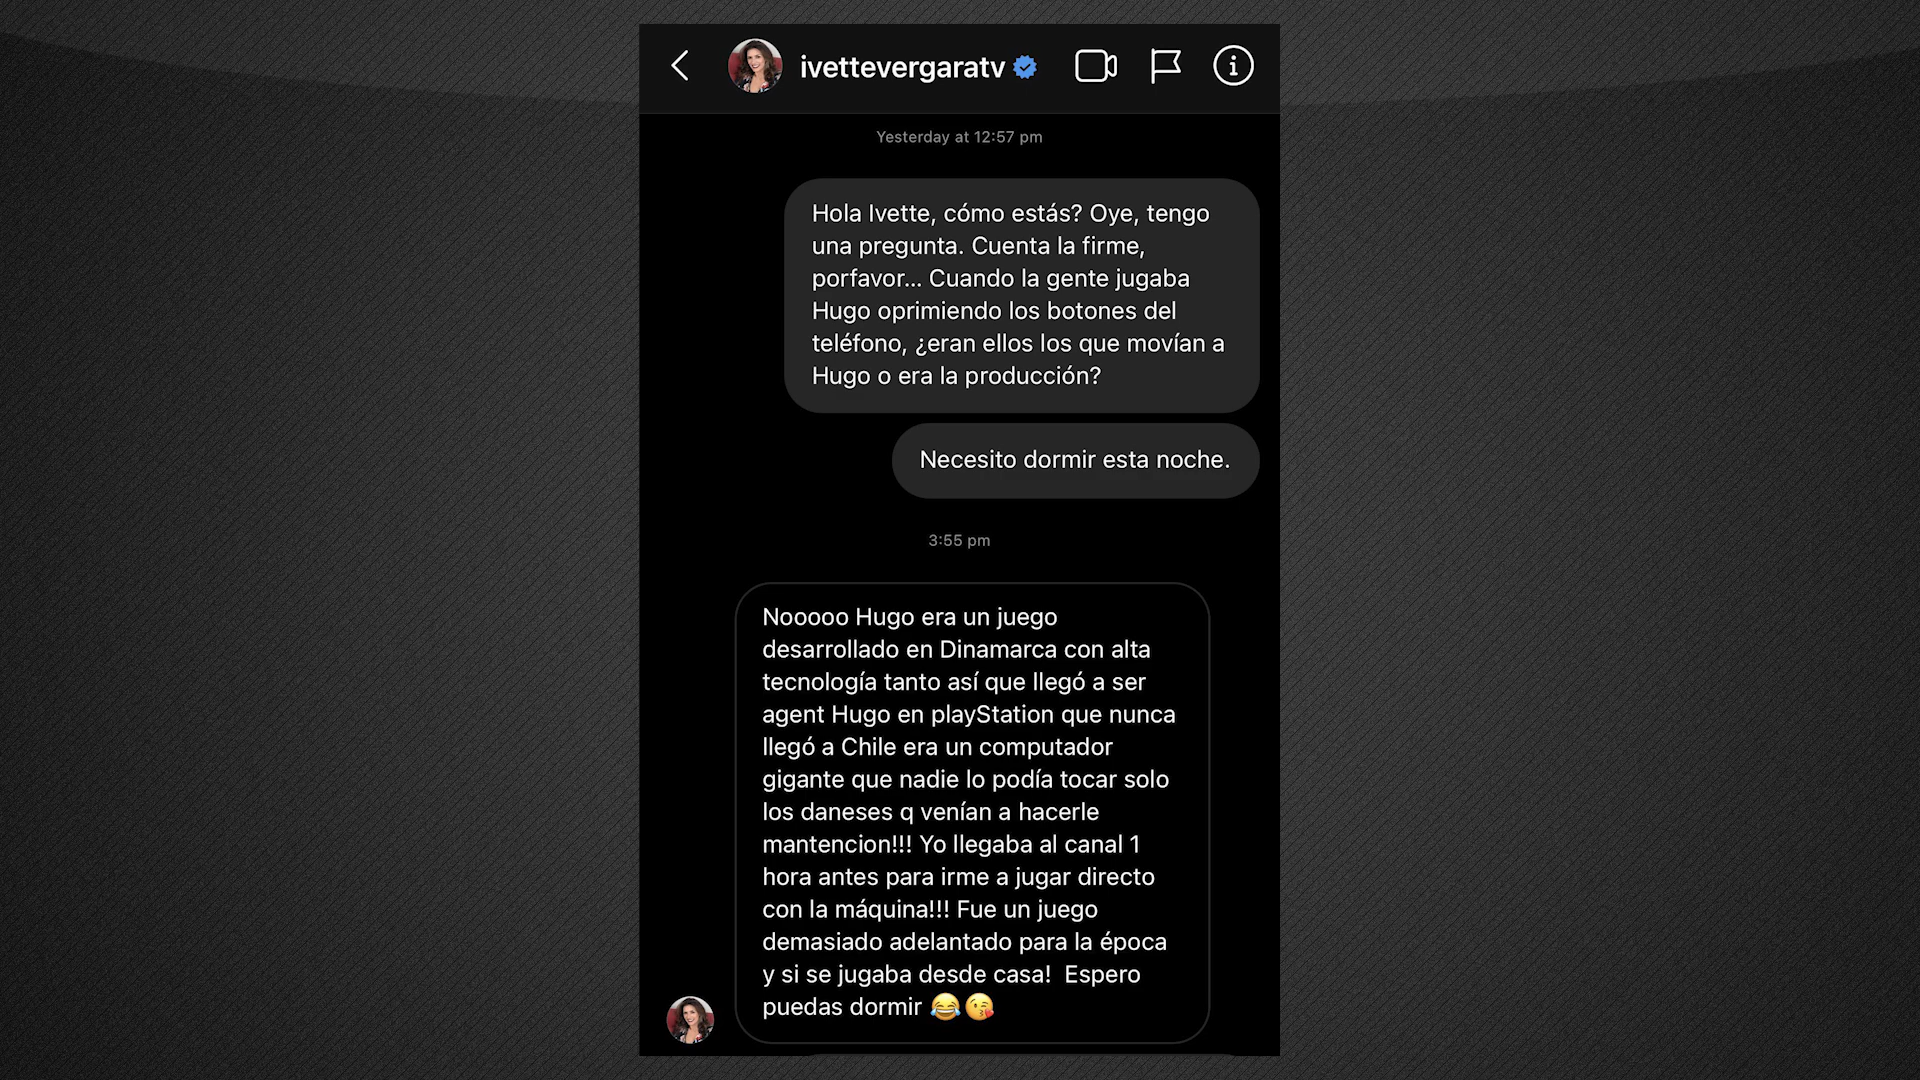 ivettevergaratv
Yesterday at 12:57 pm
Hola Ivette, cómo estás? Oye, tengo
una pregunta. Cuenta la firme,
porfavor... Cuando la gente jugaba
Hugo oprimiendo los botones del
teléfono, ¿eran ellos los que movían a
Hugo o era la producción?
Necesito dormir esta noche.
3:55 pm
Nooooo Hugo era un juego
desarrollado en Dinamarca con alta
tecnología tanto así que llegó a ser
agent Hugo en playStation que nunca
llegó a Chile era un computador
gigante que nadie lo podía tocar solo
los daneses q venían a hacerle
mantencion!!! Yo llegaba al canal 1
hora antes para irme a jugar directo
con la máquina!!! Fue un juego
demasiado adelantado para la época
y si se jugaba desde casa! Espero
puedas dormir 😂😘